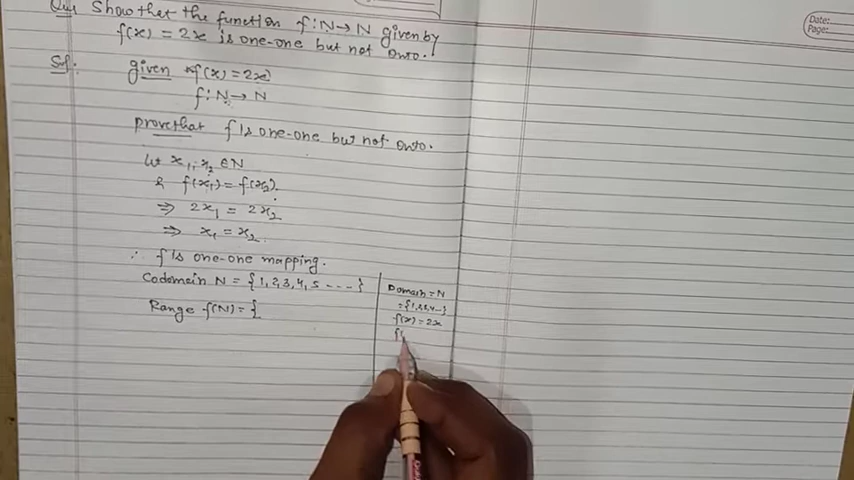 Ques Show that the function f: N → N given by
f(x) = 2x is one-one but not onto.
Sol:
given f(x) = 2x
f: N → N
prove that f is one-one but not onto.
let x₁, x₂ ∈ N
& f(x₁) = f(x₂)
⇒ 2x₁ = 2x₂
⇒ x₁ = x₂
∴ f is one-one mapping.
Codomain N = {1, 2, 3, 4, 5 - - - }
Range f(N) = {
Domain = N
= {1,2,3,4...}
f(x) = 2x
Date:
Page: